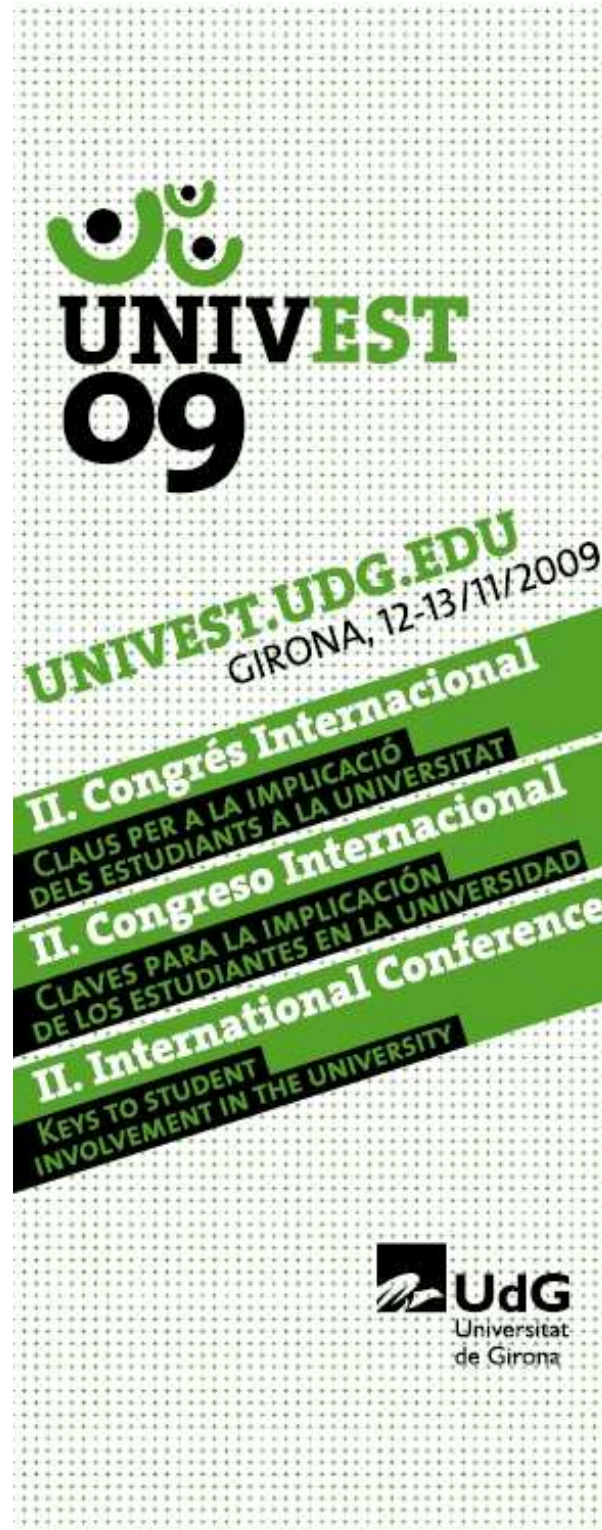 UNIVEST
09
UNIVEST.UDG.EDU
GIRONA, 12-13/11/2009
II. Congrés Internacional
CLAUS PER A LA IMPLICACIÓ
DELS ESTUDIANTS A LA UNIVERSITAT
II. Congreso Internacional
CLAVES PARA LA IMPLICACIÓN
DE LOS ESTUDIANTES EN LA UNIVERSIDAD
II. International Conference
KEYS TO STUDENT
INVOLVEMENT IN THE UNIVERSITY
UdG
Universitat
de Girona